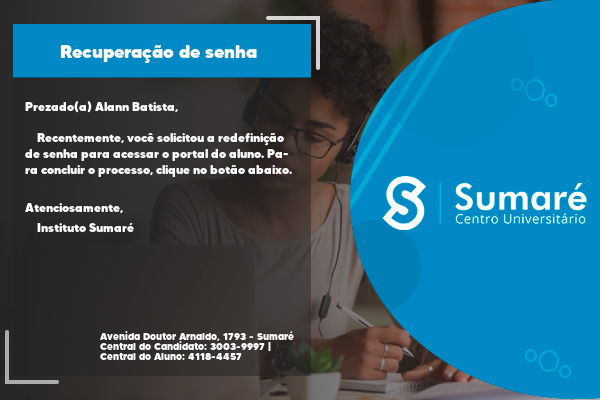 Recuperação de senha
Prezado(a) Alann Batista,
Recentemente, você solicitou a redefinição
de senha para acessar o portal do aluno. Pa-
ra concluir o processo, clique no botão abaixo.
Atenciosamente,
Instituto Sumaré
Avenida Doutor Arnaldo, 1793 - Sumaré
Central do Candidato: 3003-9997 |
Central do Aluno: 4118-4457
Sumaré
Centro Universitário